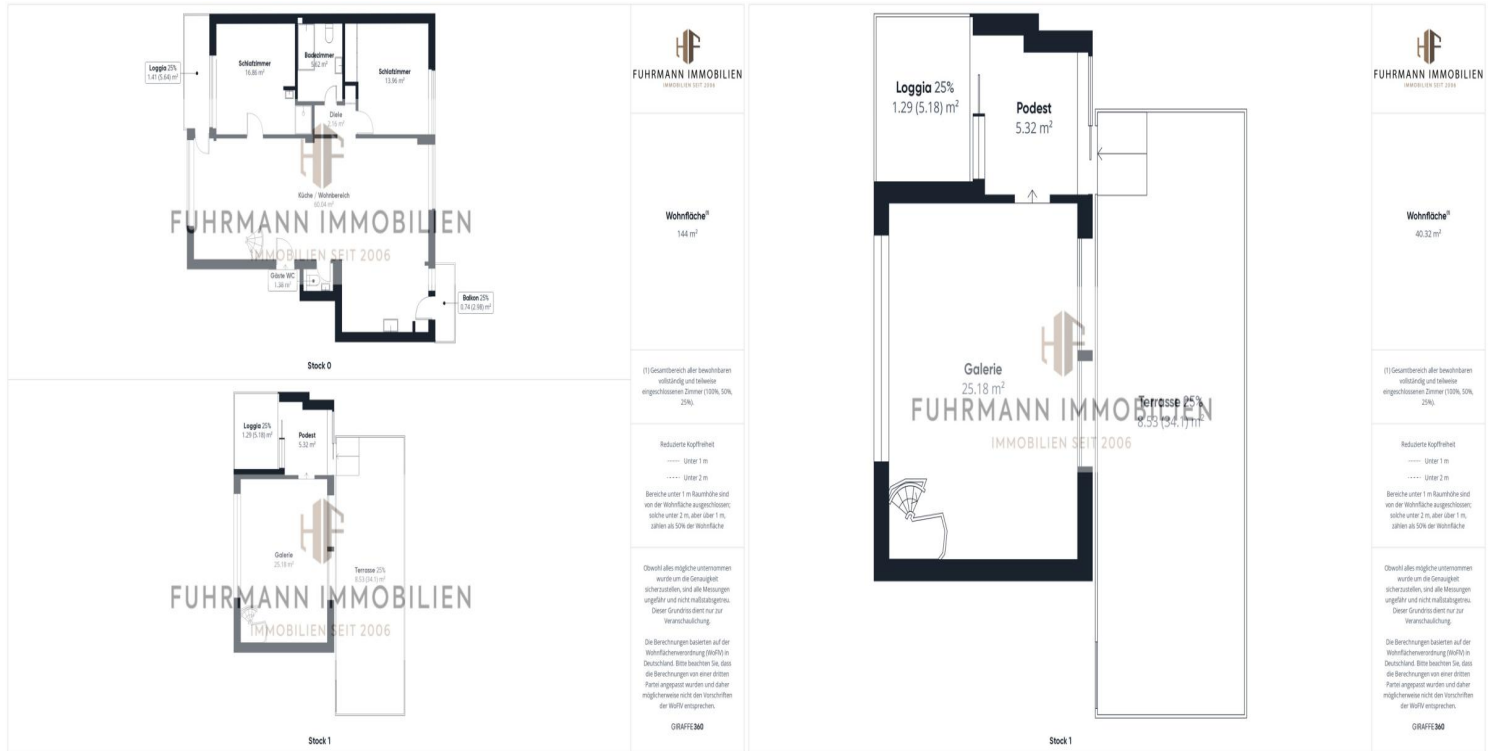 Loggia 25%
1.41 (5.64) m²
Schlafzimmer
16.86 m²
Badezimmer
5.62 m²
Schlafzimmer
13.96 m²
Diele
2.16 m²
Küche / Wohnbereich
60.04 m²
FUHRMANN IMMOBILIEN
IMMOBILIEN SEIT 2006
Gäste WC
1.36 m²
Balkon 25%
0.74 (2.98) m²
Stock 0
Loggia 25%
1.29 (5.18) m²
Podest
5.32 m²
Galerie
25.18 m²
Terrasse 25%
8.53 (34.1) m²
FUHRMANN IMMOBILIEN
IMMOBILIEN SEIT 2006
Stock 1
HF
FUHRMANN IMMOBILIEN
IMMOBILIEN SEIT 2006
Wohnfläche⁽¹⁾
144 m²
(1) Gesamtbereich aller bewohnbaren
vollständig und teilweise
eingeschlossenen Zimmer (100%, 50%,
25%).
Reduzierte Kopffreiheit
Unter 1 m
Unter 2 m
Bereiche unter 1 m Raumhöhe sind
von der Wohnfläche ausgeschlossen;
solche unter 2 m, aber über 1 m,
zählen als 50% der Wohnfläche
Obwohl alles mögliche unternommen
wurde um die Genauigkeit
sicherzustellen, sind alle Messungen
ungefähr und nicht maßstabsgetreu.
Dieser Grundriss dient nur zur
Veranschaulichung.
Die Berechnungen basierten auf der
Wohnflächenverordnung (WoFlV) in
Deutschland. Bitte beachten Sie, dass
die Berechnungen von einer dritten
Partei angepasst wurden und daher
möglicherweise nicht den Vorschriften
der WoFlV entsprechen.
GIRAFFE360
Loggia 25%
1.29 (5.18) m²
Podest
5.32 m²
Galerie
25.18 m²
Terrasse 25%
8.53 (34.1) m²
FUHRMANN IMMOBILIEN
IMMOBILIEN SEIT 2006
Stock 1
HF
FUHRMANN IMMOBILIEN
IMMOBILIEN SEIT 2006
Wohnfläche⁽¹⁾
40.32 m²
(1) Gesamtbereich aller bewohnbaren
vollständig und teilweise
eingeschlossenen Zimmer (100%, 50%,
25%).
Reduzierte Kopffreiheit
Unter 1 m
Unter 2 m
Bereiche unter 1 m Raumhöhe sind
von der Wohnfläche ausgeschlossen;
solche unter 2 m, aber über 1 m,
zählen als 50% der Wohnfläche
Obwohl alles mögliche unternommen
wurde um die Genauigkeit
sicherzustellen, sind alle Messungen
ungefähr und nicht maßstabsgetreu.
Dieser Grundriss dient nur zur
Veranschaulichung.
Die Berechnungen basierten auf der
Wohnflächenverordnung (WoFlV) in
Deutschland. Bitte beachten Sie, dass
die Berechnungen von einer dritten
Partei angepasst wurden und daher
möglicherweise nicht den Vorschriften
der WoFlV entsprechen.
GIRAFFE360